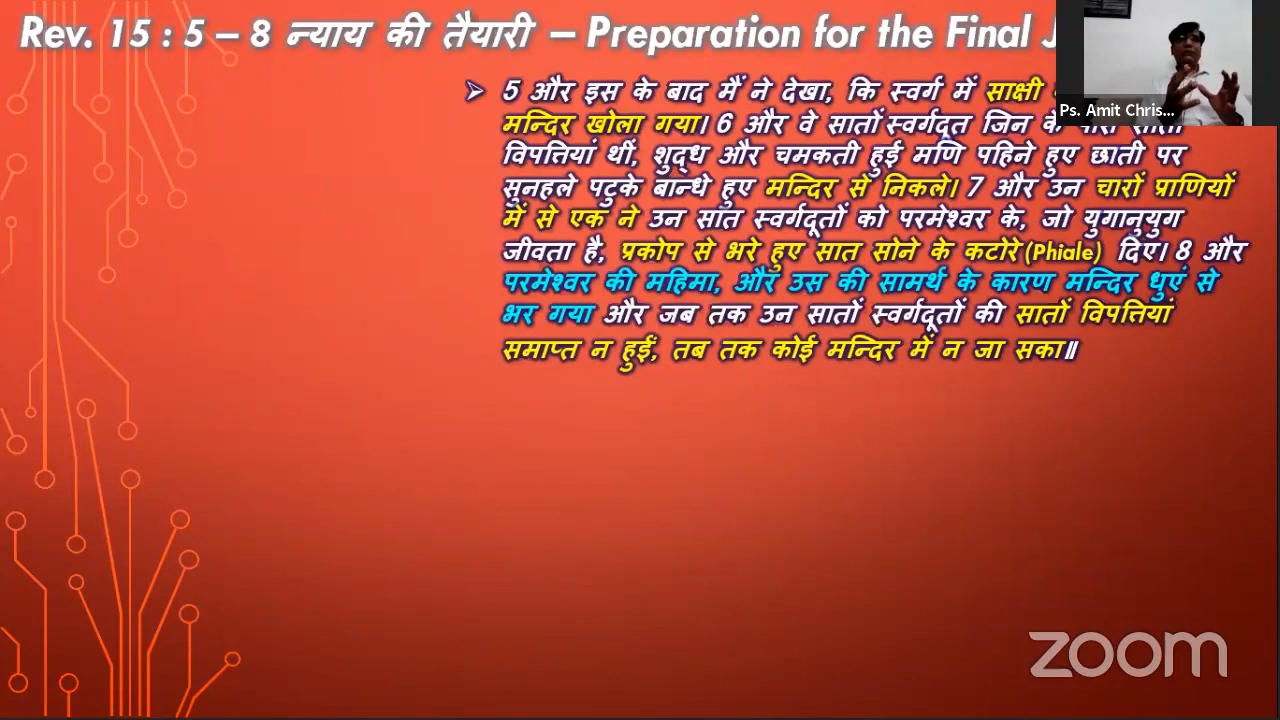 Rev. 15 : 5 – 8 न्याय की तैयारी – Preparation for the Final
Ps. Amit Chris...
➢ 5 और इस के बाद मैं ने देखा, कि स्वर्ग में साक्षी
मन्दिर खोला गया। 6 और वे सातों स्वर्गदूत जिन के
विपत्तियां थीं, शुद्ध और चमकती हुई मणि पहिने हुए छाती पर
सुनहले पटुके बान्धे हुए मन्दिर से निकले। 7 और उन चारों प्राणियों
में से एक ने उन सात स्वर्गदूतों को परमेश्वर के, जो युगानुयुग
जीवता है, प्रकोप से भरे हुए सात सोने के कटोरे (Phiale) दिए। 8 और
परमेश्वर की महिमा, और उस की सामर्थ के कारण मन्दिर धुएं से
भर गया और जब तक उन सातों स्वर्गदूतों की सातों विपत्तियां
समाप्त न हुईं, तब तक कोई मन्दिर में न जा सका॥
zoom